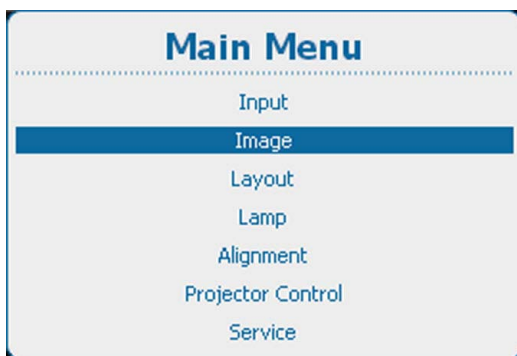 Main Menu
Input
Image
Layout
Lamp
Alignment
Projector Control
Service